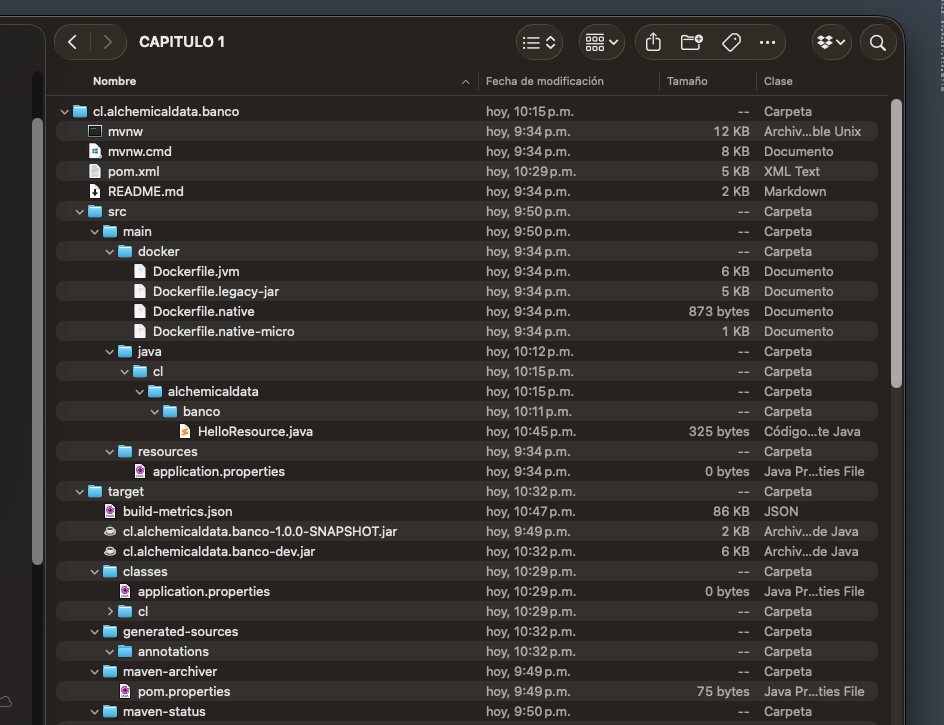 CAPITULO 1
Nombre Fecha de modificación Tamaño Clase
cl.alchemicaldata.banco hoy, 10:15 p.m. -- Carpeta
mvnw hoy, 9:34 p.m. 12 KB Archiv...ble Unix
mvnw.cmd hoy, 9:34 p.m. 8 KB Documento
pom.xml hoy, 10:29 p.m. 5 KB XML Text
README.md hoy, 9:34 p.m. 2 KB Markdown
src hoy, 9:50 p.m. -- Carpeta
main hoy, 9:50 p.m. -- Carpeta
docker hoy, 9:34 p.m. -- Carpeta
Dockerfile.jvm hoy, 9:34 p.m. 6 KB Documento
Dockerfile.legacy-jar hoy, 9:34 p.m. 5 KB Documento
Dockerfile.native hoy, 9:34 p.m. 873 bytes Documento
Dockerfile.native-micro hoy, 9:34 p.m. 1 KB Documento
java hoy, 10:12 p.m. -- Carpeta
cl hoy, 10:15 p.m. -- Carpeta
alchemicaldata hoy, 10:15 p.m. -- Carpeta
banco hoy, 10:11 p.m. -- Carpeta
HelloResource.java hoy, 10:45 p.m. 325 bytes Código...te Java
resources hoy, 9:34 p.m. -- Carpeta
application.properties hoy, 9:34 p.m. 0 bytes Java Pr...ties File
target hoy, 10:32 p.m. -- Carpeta
build-metrics.json hoy, 10:47 p.m. 86 KB JSON
cl.alchemicaldata.banco-1.0.0-SNAPSHOT.jar hoy, 9:49 p.m. 2 KB Archiv...de Java
cl.alchemicaldata.banco-dev.jar hoy, 10:32 p.m. 6 KB Archiv...de Java
classes hoy, 10:29 p.m. -- Carpeta
application.properties hoy, 10:29 p.m. 0 bytes Java Pr...ties File
cl hoy, 10:29 p.m. -- Carpeta
generated-sources hoy, 10:32 p.m. -- Carpeta
annotations hoy, 10:32 p.m. -- Carpeta
maven-archiver hoy, 9:49 p.m. -- Carpeta
pom.properties hoy, 9:49 p.m. 75 bytes Java Pr...ties File
maven-status hoy, 9:50 p.m. -- Carpeta